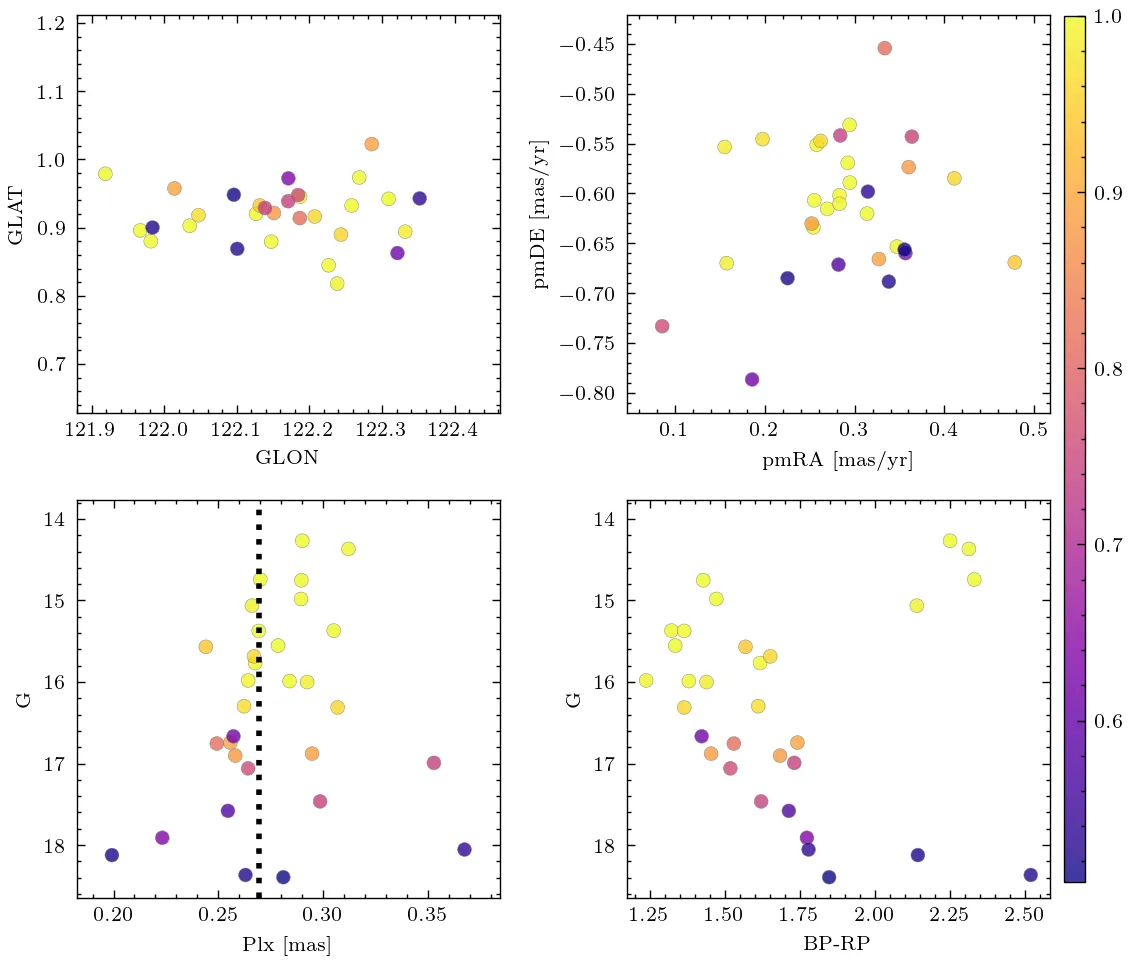 1.2
1.1
1.0
0.9
0.8
0.7
GLAT
121.9 122.0 122.1 122.2 122.3 122.4
GLON
−0.45
−0.50
−0.55
−0.60
−0.65
−0.70
−0.75
−0.80
pmDE [mas/yr]
0.1 0.2 0.3 0.4 0.5
pmRA [mas/yr]
1.0
0.9
0.8
0.7
0.6
14
15
16
17
18
G
0.20 0.25 0.30 0.35
Plx [mas]
14
15
16
17
18
G
1.25 1.50 1.75 2.00 2.25 2.50
BP-RP